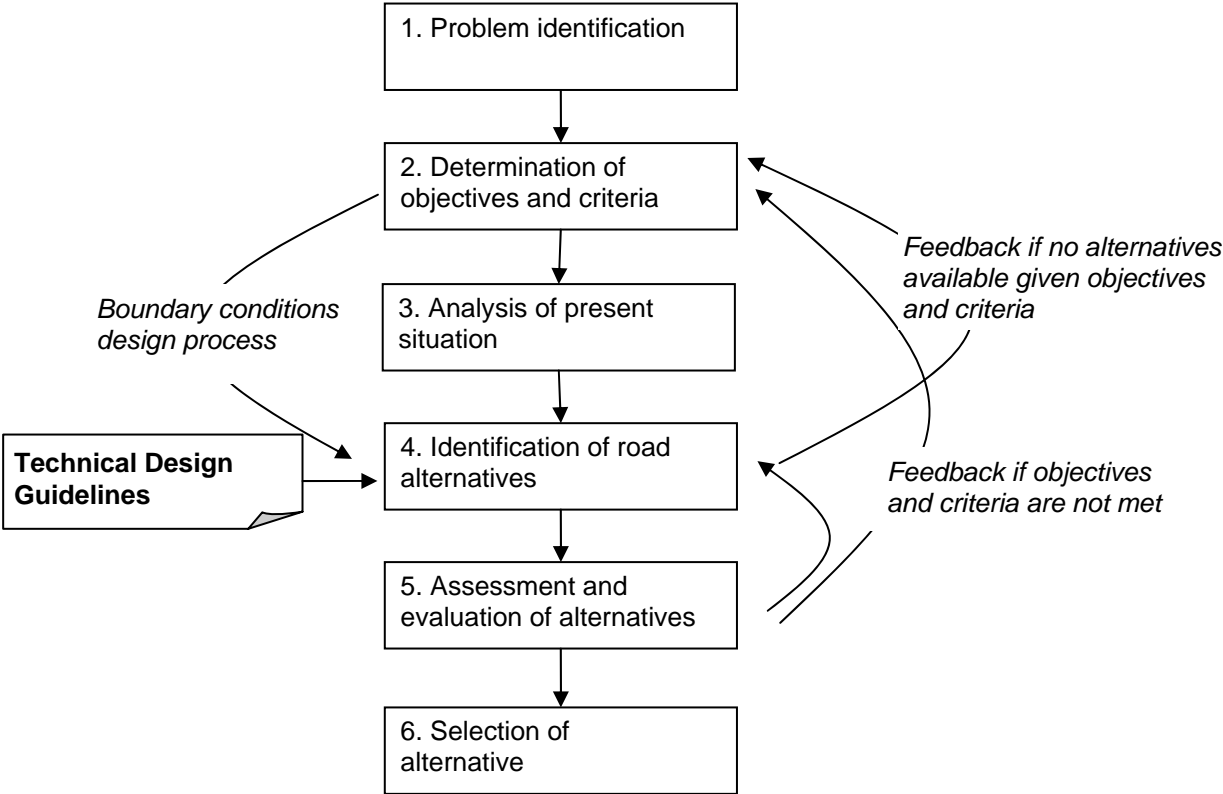 1. Problem identification
2. Determination of
objectives and criteria
Feedback if no alternatives
available given objectives
and criteria
Boundary conditions
design process
3. Analysis of present
situation
Technical Design
Guidelines
4. Identification of road
alternatives
Feedback if objectives
and criteria are not met
5. Assessment and
evaluation of alternatives
6. Selection of
alternative